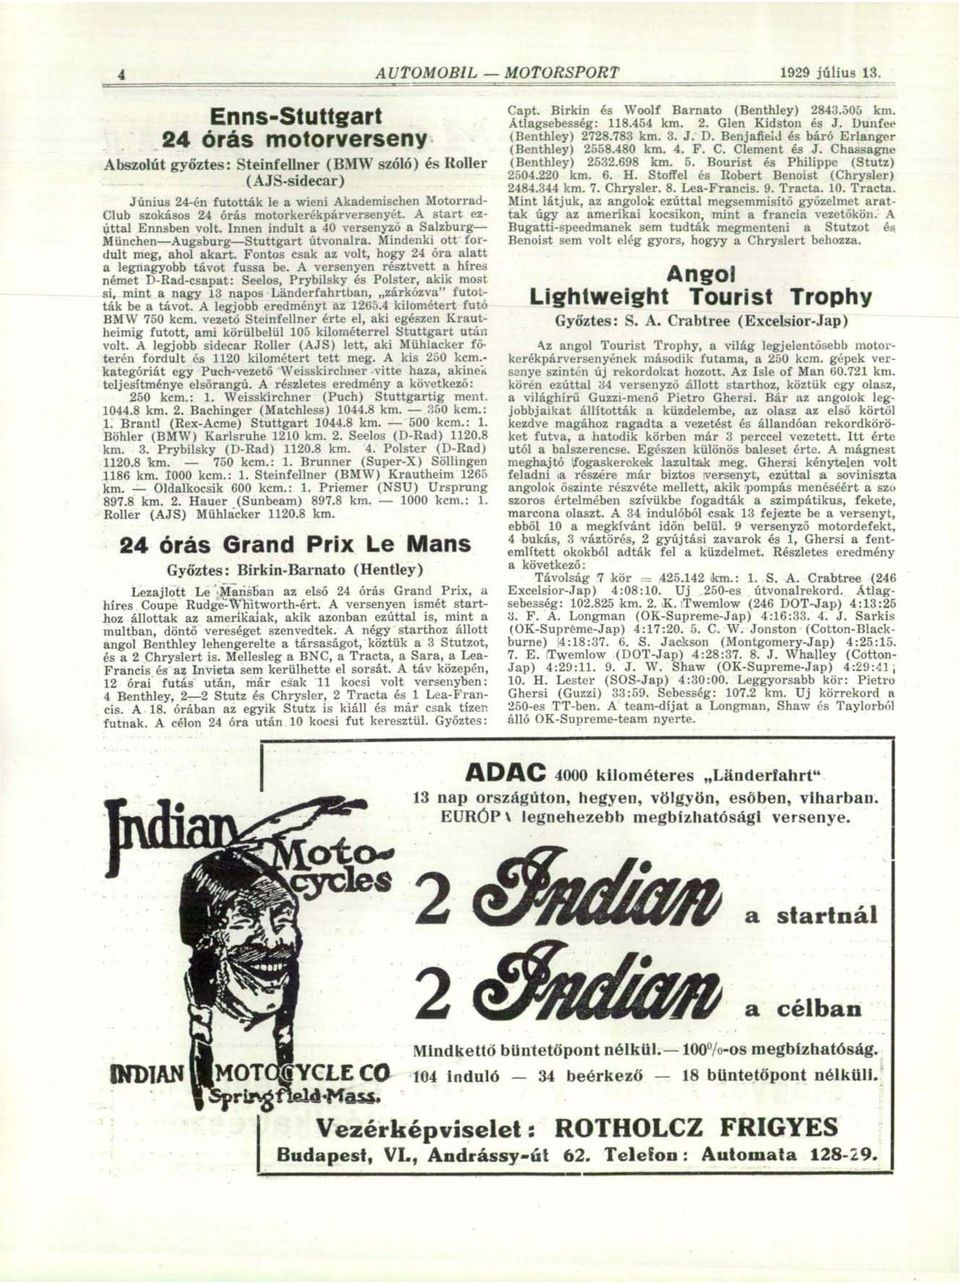 4 AUTOMOBIL — MOTORSPORT 1929 július 13.
Enns-Stuttgart
24 órás motorverseny
Abszolút győztes: Steinfellner (BMW szóló) és Roller
(AJS-sidecar)
Június 24-én futották le a wieni Akademischen Motorrad-
Club szokásos 24 órás motorkerékpárversenyét. A start ez-
úttal Ennsben volt. Innen indult a 40 versenyző a Salzburg—
München—Augsburg—Stuttgart útvonalra. Mindenki ott for-
dult meg, ahol akart. Fontos csak az volt, hogy 24 óra alatt
a legnagyobb távot fussa be. A versenyen résztvett a híres
német D-Rad-csapat: Seelos, Prybilsky és Polster, akik most
si, mint a nagy 13 napos Länderfahrtban, „zárkózva" futot-
ták be a távot. A legjobb eredményt az 1265.4 kilométert futó
BMW 750 kcm. vezető Steinfellner érte el, aki egészen Kraut-
heimig futott, ami körülbelül 105 kilométerrel Stuttgart után
volt. A legjobb sidecar Roller (AJS) lett, aki Mühlacker fő-
terén fordult és 1120 kilométert tett meg. A kis 250 kcm.-
kategóriát egy Puch-vezető Weisskirchner vitte haza, akinek
teljesítménye elsőrangú. A részletes eredmény a következő:
250 kcm.: 1. Weisskirchner (Puch) Stuttgartig ment.
1044.8 km. 2. Bachinger (Matchless) 1044.8 km. — 350 kcm.:
1. Brantl (Rex-Acme) Stuttgart 1044.8 km. — 500 kcm.: 1.
Böhler (BMW) Karlsruhe 1210 km. 2. Seelos (D-Rad) 1120.8
km. 3. Prybilsky (D-Rad) 1120.8 km. 4. Polster (D-Rad)
1120.8 km. — 750 kcm.: 1. Brunner (Super-X) Söllingen
1186 km. 1000 kcm.: 1. Steinfellner (BMW) Krautheim 1265
km. — Oldalkocsik 600 kcm.: 1. Priemer (NSU) Ursprung
897.8 km. 2. Hauer (Sunbeam) 897.8 km. — 1000 kcm.: 1.
Roller (AJS) Mühlacker 1120.8 km.
24 órás Grand Prix Le Mans
Győztes: Birkin-Barnato (Hentley)
Lezajlott Le Mansban az első 24 órás Grand Prix, a
híres Coupe Rudge-Whitworth-ért. A versenyen ismét start-
hoz állottak az amerikaiak, akik azonban ezúttal is, mint a
multban, döntő vereséget szenvedtek. A négy starthoz állott
angol Benthley lehengerelte a társaságot, köztük a 3 Stutzot,
és a 2 Chryslert is. Mellesleg a BNC, a Tracta, a Sara, a Lea-
Francis és az Invieta sem kerülhette el sorsát. A táv közepén,
12 órai futás után, már csak 11 kocsi volt versenyben:
4 Benthley, 2—2 Stutz és Chrysler, 2 Tracta és 1 Lea-Fran-
cis. A 18. órában az egyik Stutz is kiáll és már csak tizen
futnak. A célon 24 óra után 10 kocsi fut keresztül. Győztes:
Capt. Birkin és Woolf Barnato (Benthley) 2843.505 km.
Átlagsebesség: 118.454 km. 2. Glen Kidston és J. Dunfee
(Benthley) 2728.783 km. 3. J. D. Benjafield és báró Erlanger
(Benthley) 2558.480 km. 4. F. C. Clement és J. Chassagne
(Benthley) 2532.698 km. 5. Bourist és Philippe (Stutz)
2504.220 km. 6. H. Stoffel és Robert Benoist (Chrysler)
2484.344 km. 7. Chrysler. 8. Lea-Francis. 9. Tracta. 10. Tracta.
Mint látjuk, az angolok ezúttal megsemmisítő győzelmet arat-
tak úgy az amerikai kocsikon, mint a francia vezetőkön. A
Bugatti-speedmanek sem tudták megmenteni a Stutzot és
Benoist sem volt elég gyors, hogyy a Chryslert behozza.
Angol
Lightweight Tourist Trophy
Győztes: S. A. Crabtree (Excelsior-Jap)
Az angol Tourist Trophy, a világ legjelentősebb motor-
kerékpárversenyének második futama, a 250 kcm. gépek ver-
senye szintén új rekordokat hozott. Az Isle of Man 60.721 km.
körén ezúttal 34 versenyző állott starthoz, köztük egy olasz,
a világhírű Guzzi-menő Pietro Ghersi. Bár az angolok leg-
jobbjaikat állították a küzdelembe, az olasz az első körtől
kezdve magához ragadta a vezetést és állandóan rekordkörö-
ket futva, a hatodik körben már 3 perccel vezetett. Itt érte
utól a balszerencse. Egészen különös baleset érte. A mágnest
meghajtó fogaskerekek lazultak meg. Ghersi kénytelen volt
feladni a részére már biztos versenyt, ezúttal a soviniszta
angolok őszinte részvéte mellett, akik pompás menéséért a szó
szoros értelmében szívükbe fogadták a szimpátikus, fekete,
marcona olaszt. A 34 indulóból csak 13 fejezte be a versenyt,
ebből 10 a megkívánt időn belül. 9 versenyző motordefekt,
4 bukás, 3 váztörés, 2 gyújtási zavarok és 1, Ghersi a fent-
említett okokból adták fel a küzdelmet. Részletes eredmény
a következő:
Távolság 7 kör = 425.142 km.: 1. S. A. Crabtree (246
Excelsior-Jap) 4:08:10. Uj 250-es útvonalrekord. Átlag-
sebesség: 102.825 km. 2. K. Twemlow (246 DOT-Jap) 4:13:25
3. F. A. Longman (OK-Supreme-Jap) 4:16:33. 4. J. Sarkis
(OK-Supréme-Jap) 4:17:20. 5. C. W. Jonston (Cotton-Black-
burne) 4:18:37. 6. S. Jackson (Montgomery-Jap) 4:25:15.
7. E. Twemlow (DOT-Jap) 4:28:37. 8. J. Whalley (Cotton-
Jap) 4:29:11. 9. J. W. Shaw (OK-Supreme-Jap) 4:29:41;
10. H. Lester (SOS-Jap) 4:30:00. Leggyorsabb kör: Pietro
Ghersi (Guzzi) 33:59. Sebesség: 107.2 km. Uj körrekord a
250-es TT-ben. A team-díjat a Longman, Shaw és Taylorból
álló OK-Supreme-team nyerte.
Indian
Moto-
cycles
INDIAN MOTOCYCLE CO
Springfield-Mass.
ADAC 4000 kilométeres „Länderfahrt"
13 nap országúton, hegyen, völgyön, esőben, viharban.
EURÓPA legnehezebb megbízhatósági versenye.
2 Indian a startnál
2 Indian a célban
Mindkettő büntetőpont nélkül. — 100%-os megbízhatóság.
104 induló — 34 beérkező — 18 büntetőpont nélküli.
Vezérképviselet: ROTHOLCZ FRIGYES
Budapest, VI., Andrássy-út 62. Telefon: Automata 128-29.